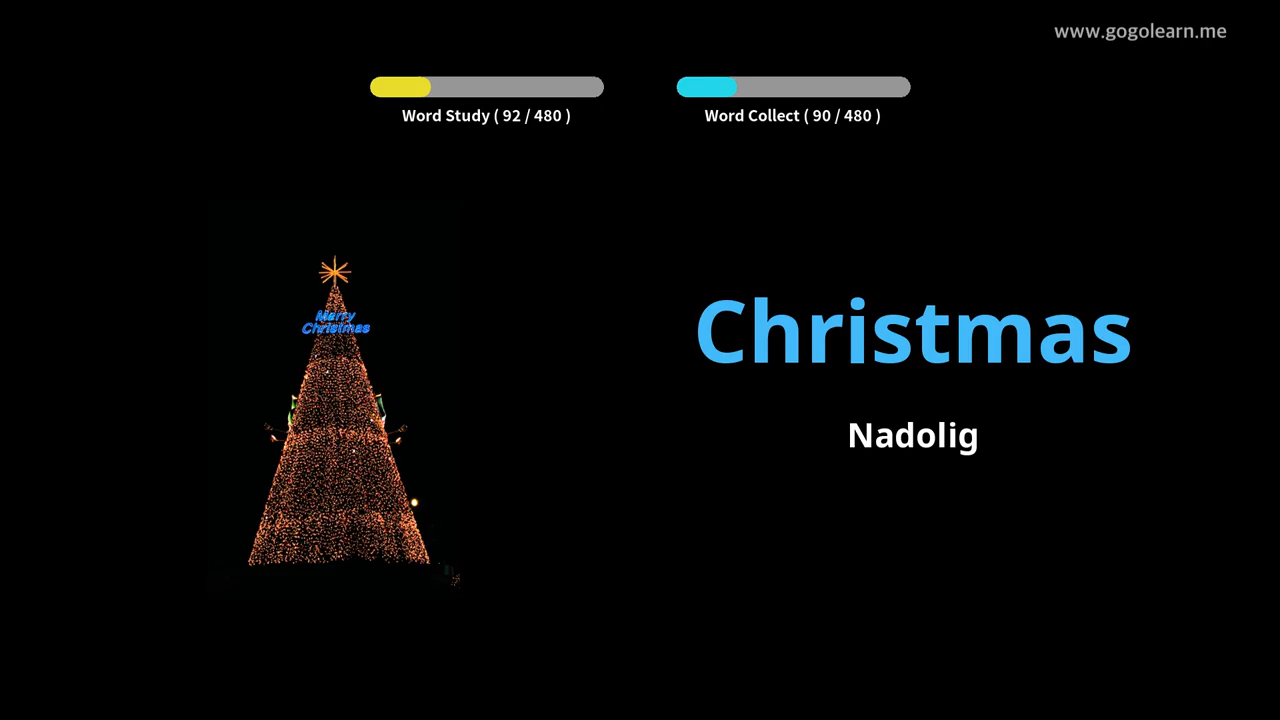 www.gogolearn.me
Word Study ( 92 / 480 )
Word Collect ( 90 / 480 )
Merry
Christmas
Christmas
Nadolig